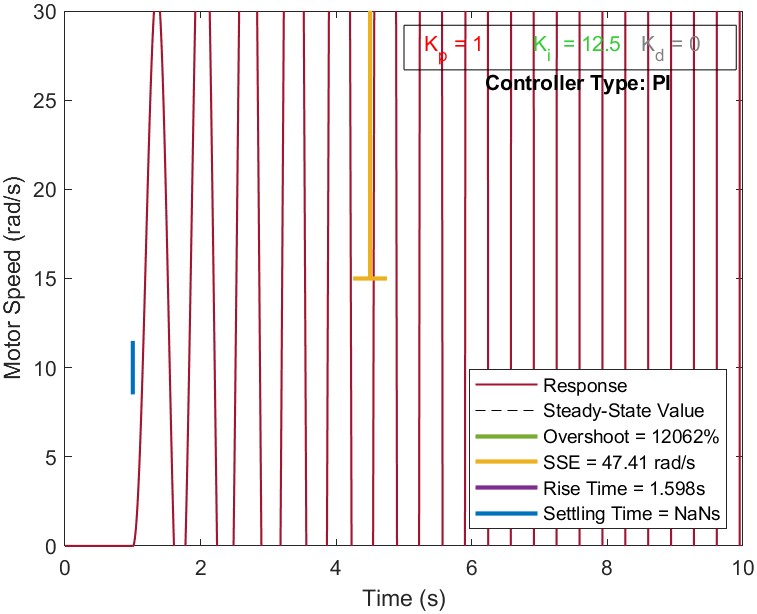 30
25
20
15
10
5
0
Motor Speed (rad/s)
Kp = 1 Ki = 12.5 Kd = 0
Controller Type: PI
Response
Steady-State Value
Overshoot = 12062%
SSE = 47.41 rad/s
Rise Time = 1.598s
Settling Time = NaNs
0 2 4 6 8 10
Time (s)